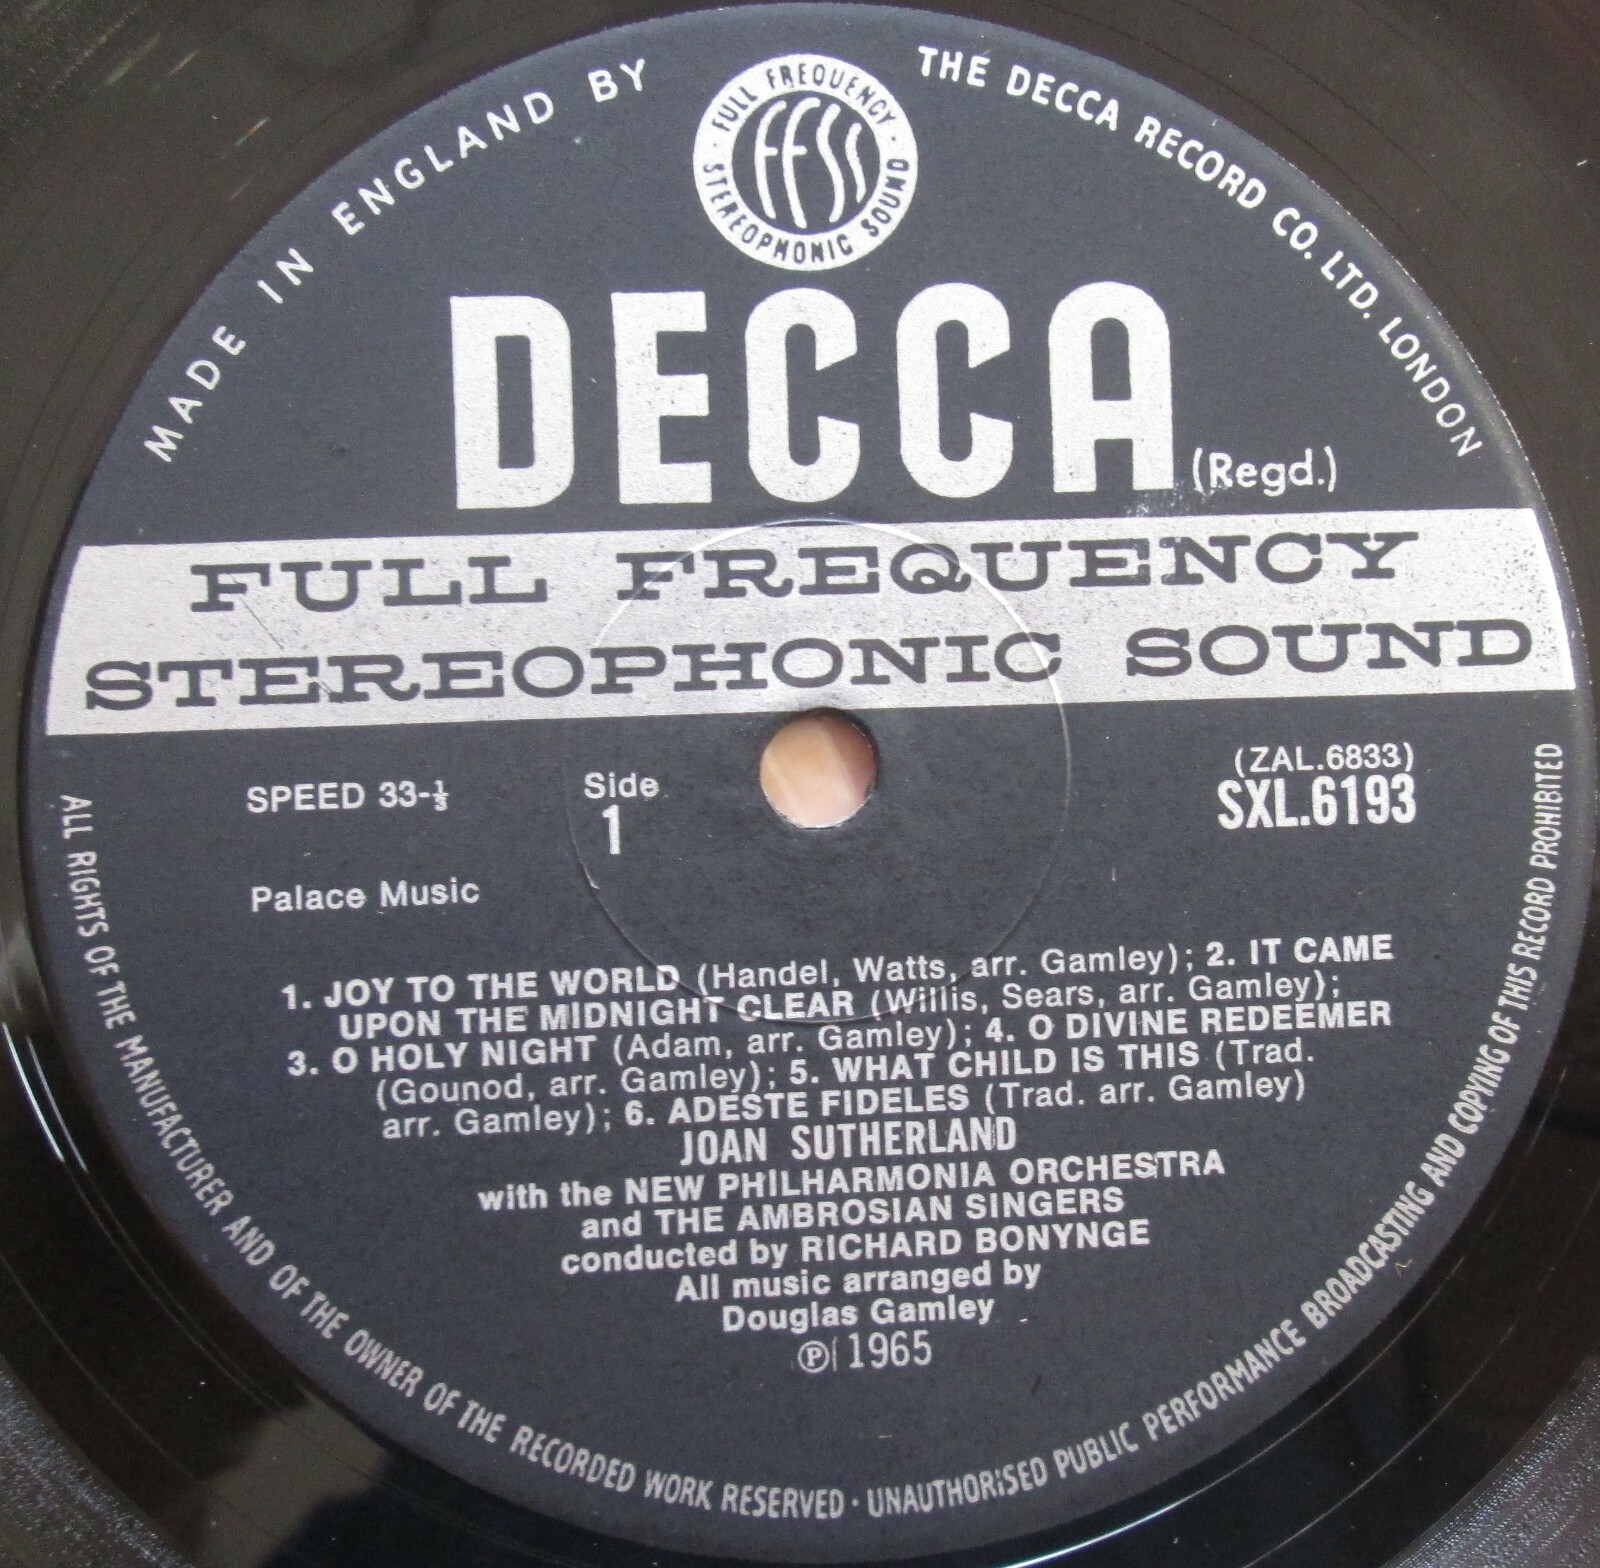 MADE IN ENGLAND BY
THE DECCA RECORD CO. LTD. LONDON
FULL FREQUENCY
ffss
STEREOPHONIC SOUND
DECCA (Regd.)
FULL FREQUENCY
STEREOPHONIC SOUND
SPEED 33-⅓
Side
1
(ZAL.6833)
SXL.6193
Palace Music
1. JOY TO THE WORLD (Handel, Watts, arr. Gamley); 2. IT CAME
UPON THE MIDNIGHT CLEAR (Willis, Sears, arr. Gamley);
3. O HOLY NIGHT (Adam, arr. Gamley); 4. O DIVINE REDEEMER
(Gounod, arr. Gamley); 5. WHAT CHILD IS THIS (Trad.
arr. Gamley); 6. ADESTE FIDELES (Trad. arr. Gamley)
JOAN SUTHERLAND
with the NEW PHILHARMONIA ORCHESTRA
and THE AMBROSIAN SINGERS
conducted by RICHARD BONYNGE
All music arranged by
Douglas Gamley
Ⓟ 1965
ALL RIGHTS OF THE MANUFACTURER AND OF THE OWNER OF THE RECORDED WORK RESERVED · UNAUTHORISED PUBLIC PERFORMANCE BROADCASTING AND COPYING OF THIS RECORD PROHIBITED